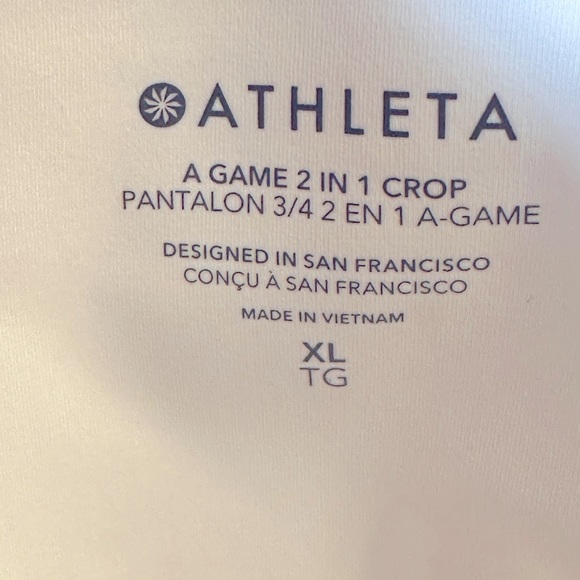 ATHLETA
A GAME 2 IN 1 CROP
PANTALON 3/4 2 EN 1 A-GAME
DESIGNED IN SAN FRANCISCO
CONÇU À SAN FRANCISCO
MADE IN VIETNAM
XL
TG